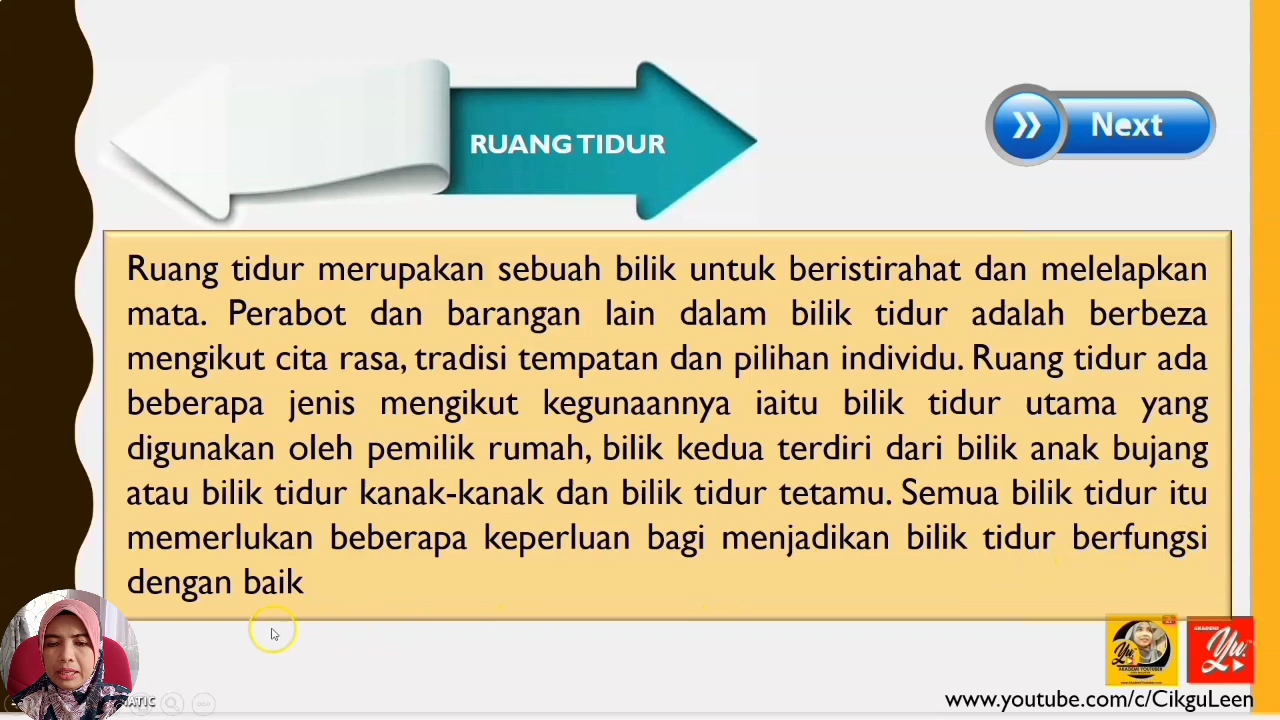 RUANG TIDUR
Next
Ruang tidur merupakan sebuah bilik untuk beristirahat dan melelapkan
mata. Perabot dan barangan lain dalam bilik tidur adalah berbeza
mengikut cita rasa, tradisi tempatan dan pilihan individu. Ruang tidur ada
beberapa jenis mengikut kegunaannya iaitu bilik tidur utama yang
digunakan oleh pemilik rumah, bilik kedua terdiri dari bilik anak bujang
atau bilik tidur kanak-kanak dan bilik tidur tetamu. Semua bilik tidur itu
memerlukan beberapa keperluan bagi menjadikan bilik tidur berfungsi
dengan baik
www.youtube.com/c/CikguLeen